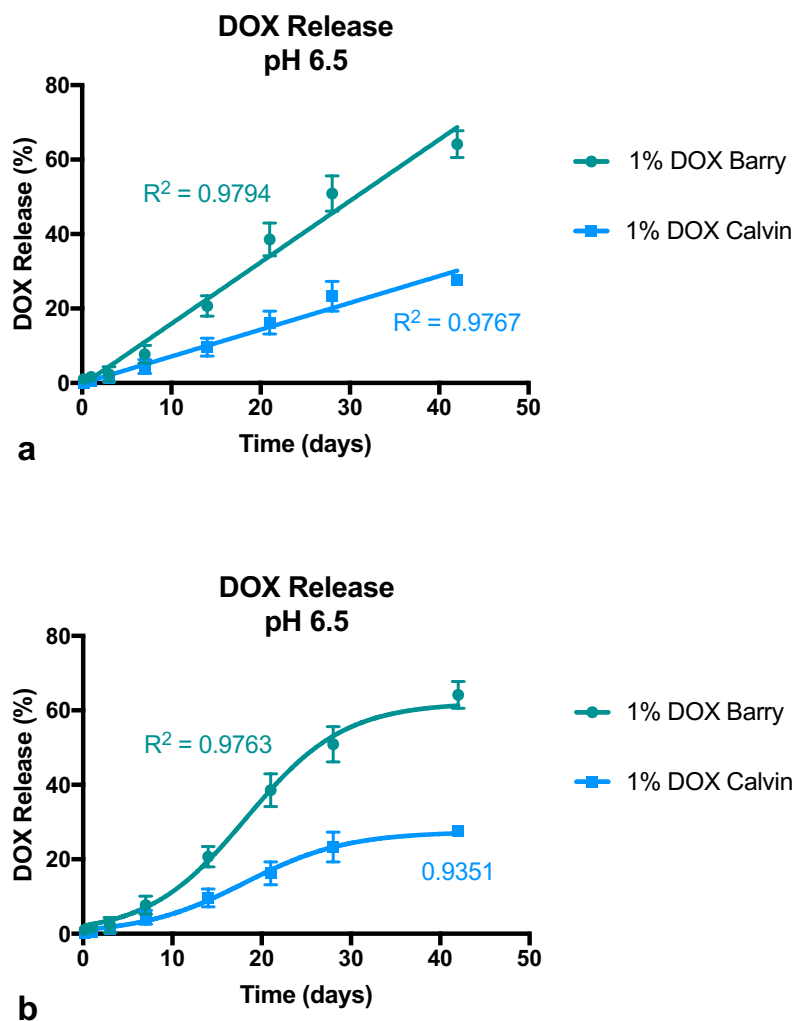 DOX Release
pH 6.5
80
60
40
20
0
DOX Release (%)
R² = 0.9794
R² = 0.9767
0 10 20 30 40 50
Time (days)
1% DOX Barry
1% DOX Calvin
a
DOX Release
pH 6.5
80
60
40
20
0
DOX Release (%)
R² = 0.9763
0.9351
0 10 20 30 40 50
Time (days)
1% DOX Barry
1% DOX Calvin
b